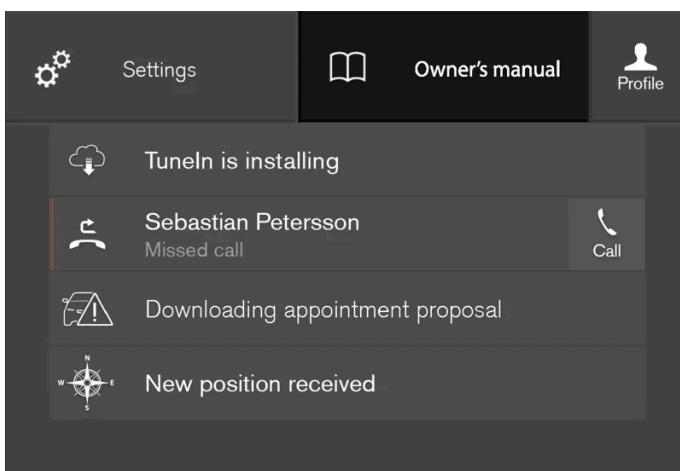 Settings
Owner's manual
Profile
TuneIn is installing
Sebastian Petersson
Missed call
Call
Downloading appointment proposal
N
W E
S
New position received